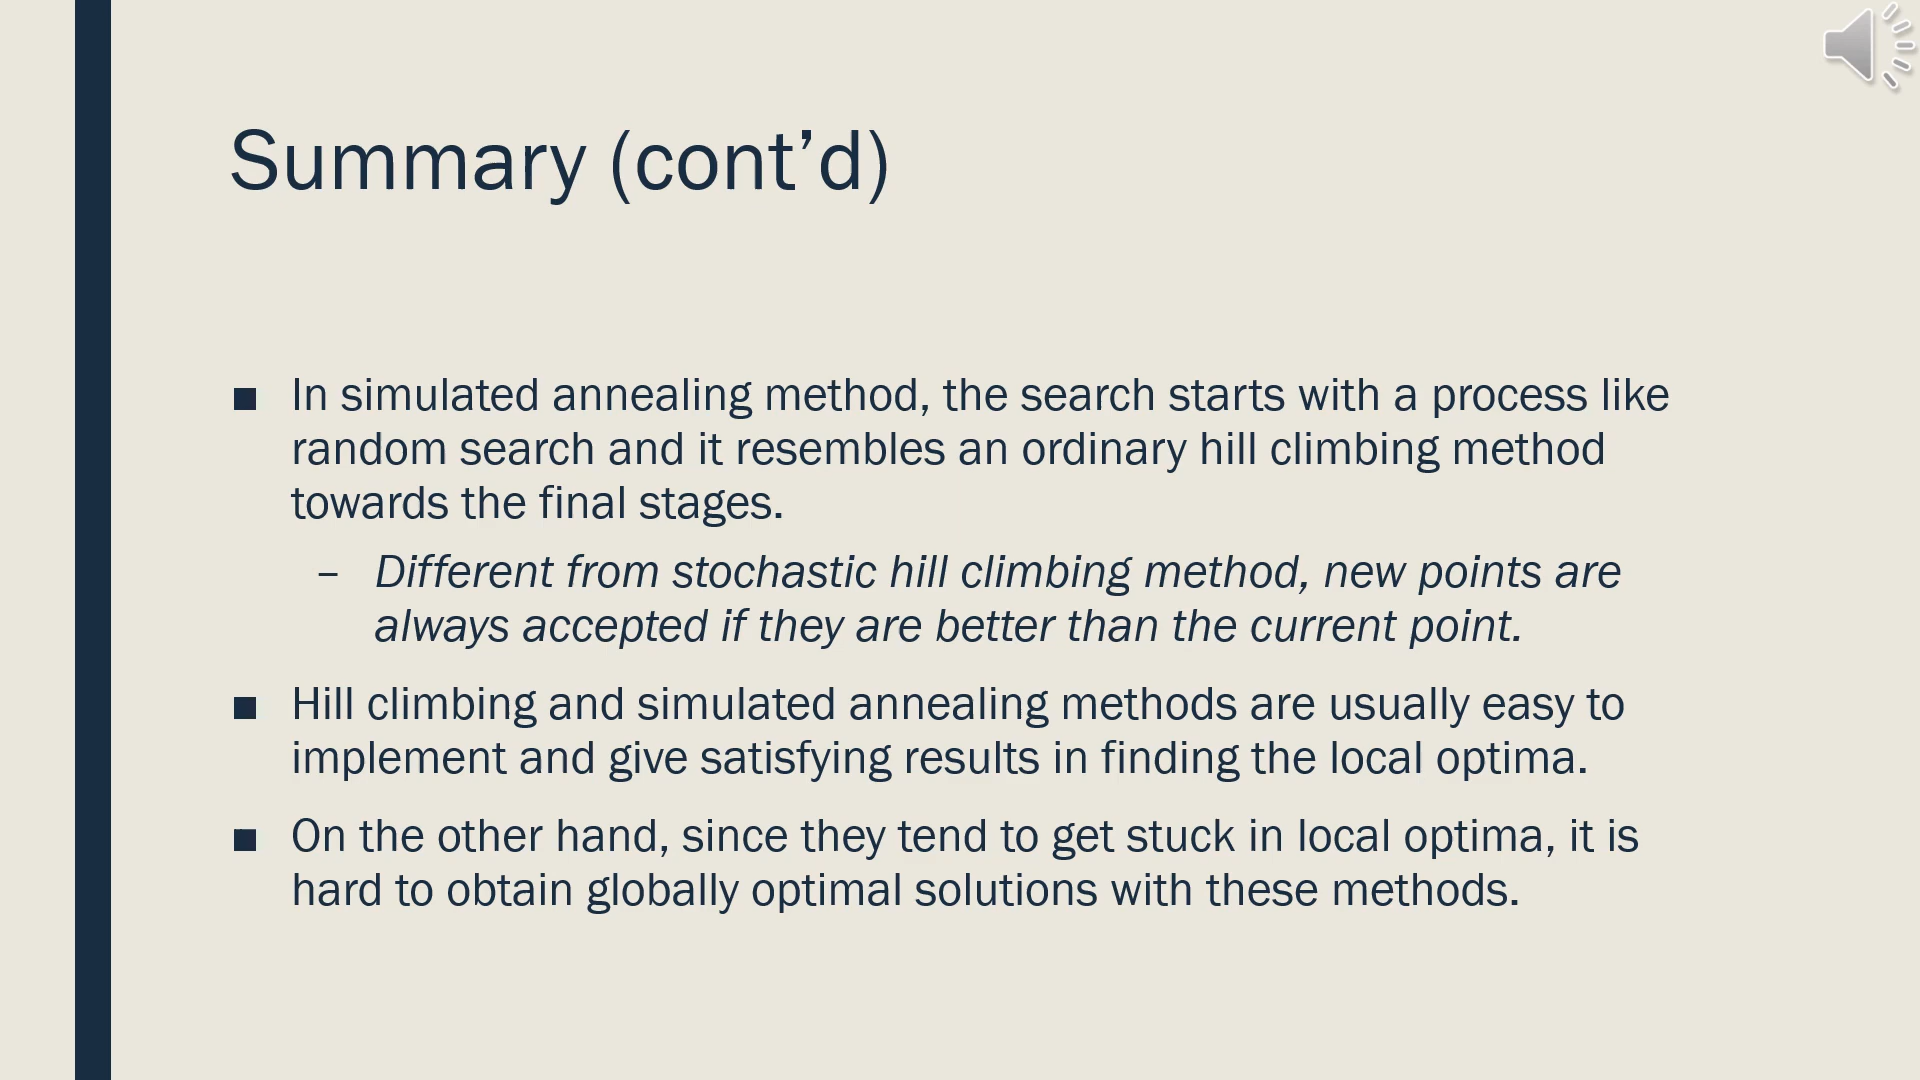 Summary (cont’d)
■ In simulated annealing method, the search starts with a process like
random search and it resembles an ordinary hill climbing method
towards the final stages.
– Different from stochastic hill climbing method, new points are
always accepted if they are better than the current point.
■ Hill climbing and simulated annealing methods are usually easy to
implement and give satisfying results in finding the local optima.
■ On the other hand, since they tend to get stuck in local optima, it is
hard to obtain globally optimal solutions with these methods.